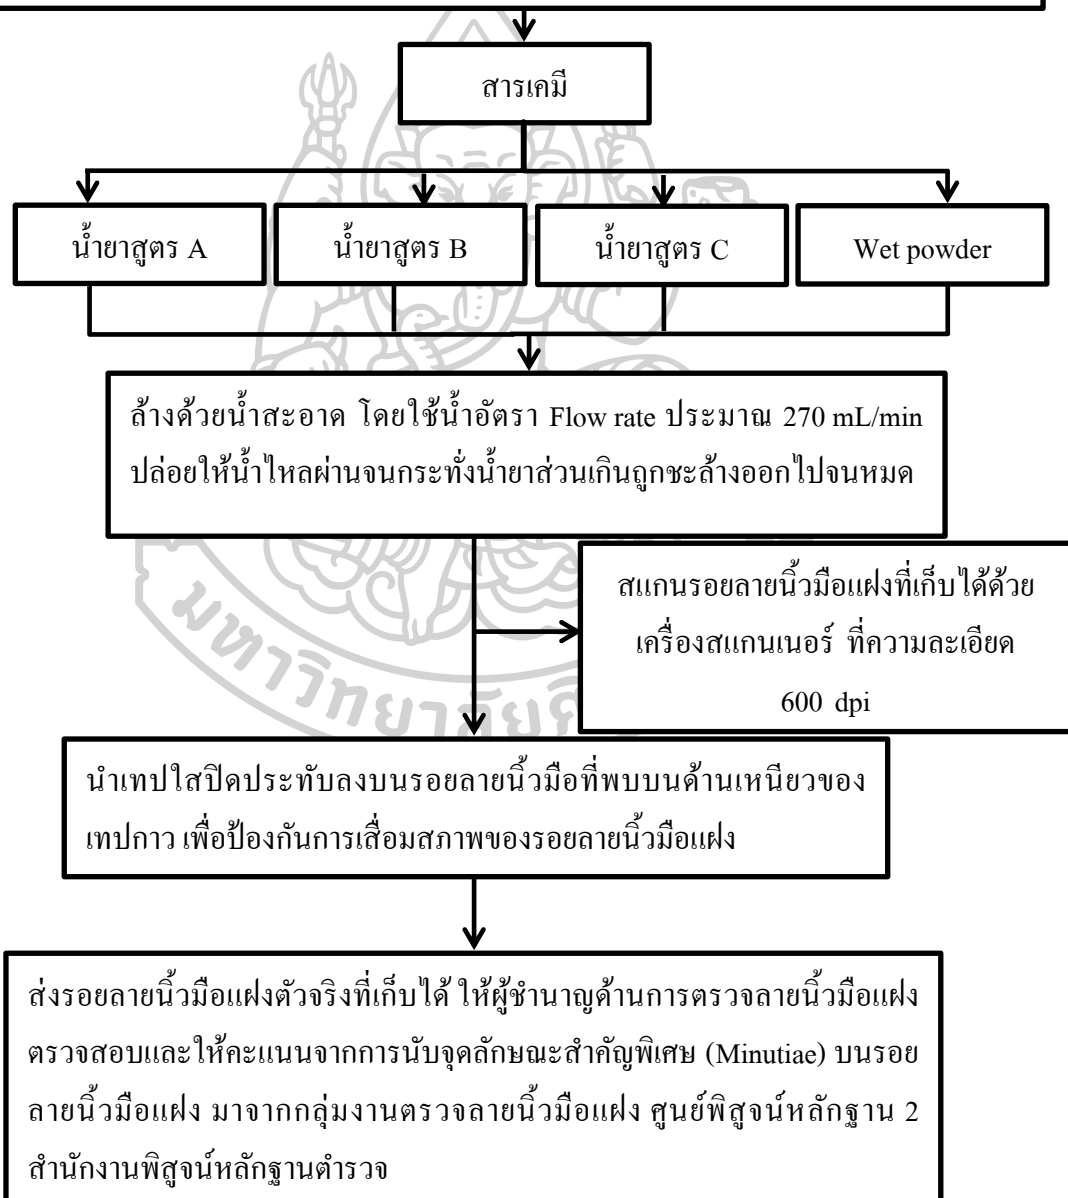 สารเคมี
น้ำยาสูตร A
น้ำยาสูตร B
น้ำยาสูตร C
Wet powder
ล้างด้วยน้ำสะอาด โดยใช้น้ำอัตรา Flow rate ประมาณ 270 mL/min
ปล่อยให้น้ำไหลผ่านจนกระทั่งน้ำยาส่วนเกินถูกชะล้างออกไปจนหมด
สแกนรอยลายนิ้วมือแฝงที่เก็บได้ด้วย
เครื่องสแกนเนอร์ ที่ความละเอียด
600 dpi
มหาวิทยาลัยศิ
นำเทปใสปิดประทับลงบนรอยลายนิ้วมือที่พบบนด้านเหนียวของ
เทปกาว เพื่อป้องกันการเสื่อมสภาพของรอยลายนิ้วมือแฝง
ส่งรอยลายนิ้วมือแฝงตัวจริงที่เก็บได้ ให้ผู้ชำนาญด้านการตรวจลายนิ้วมือแฝง
ตรวจสอบและให้คะแนนจากการนับจุดลักษณะสำคัญพิเศษ (Minutiae) บนรอย
ลายนิ้วมือแฝง มาจากกลุ่มงานตรวจลายนิ้วมือแฝง ศูนย์พิสูจน์หลักฐาน 2
สำนักงานพิสูจน์หลักฐานตำรวจ